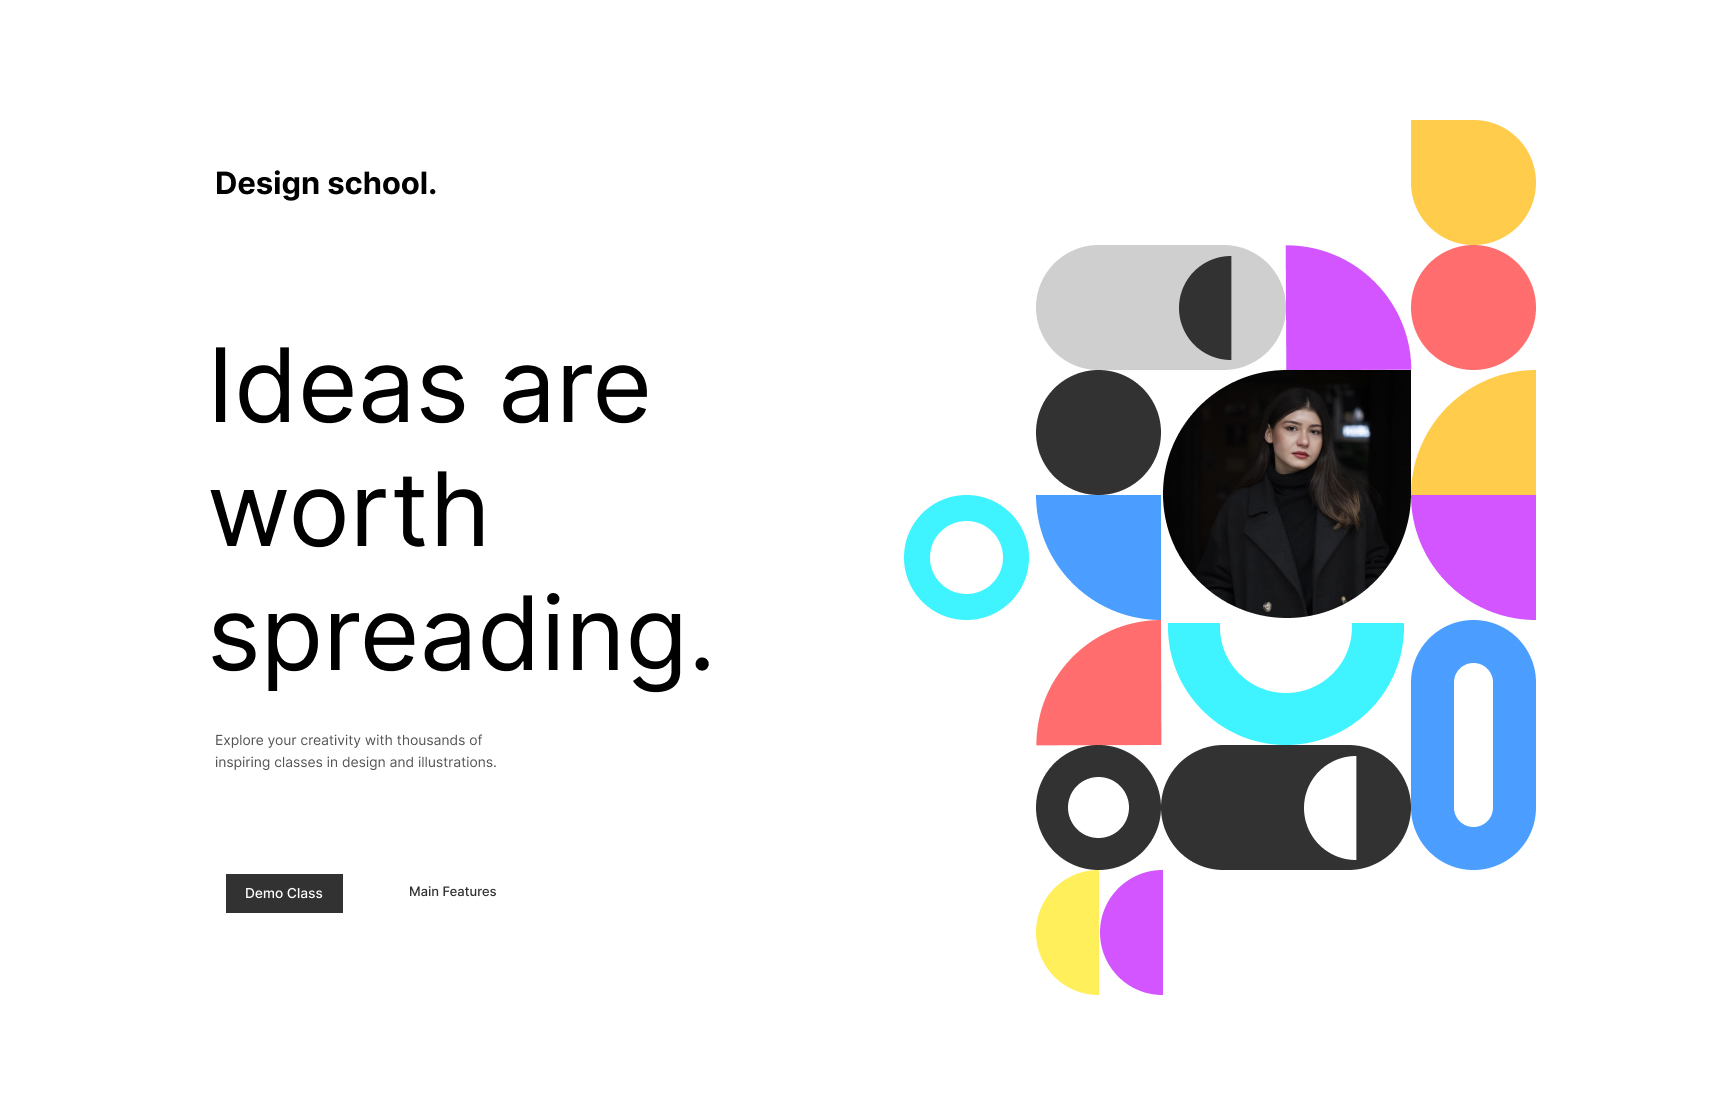 Design school.
Ideas are
worth
spreading.
Explore your creativity with thousands of
inspiring classes in design and illustrations.
Demo Class
Main Features